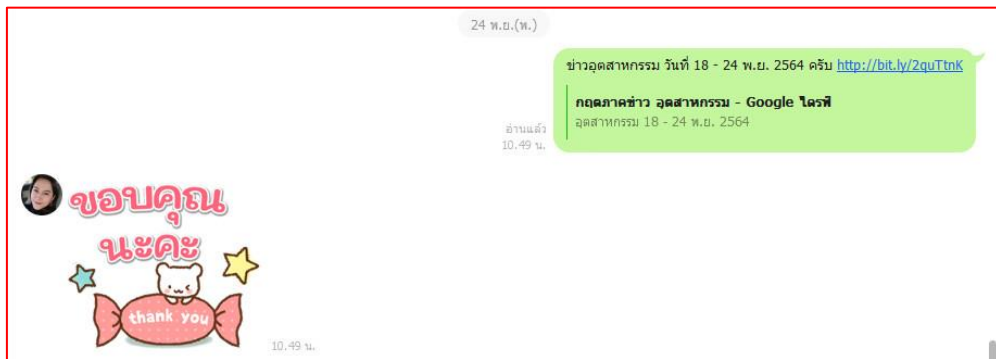 24 พ.ย.(พ.)
ข่าวอุตสาหกรรม วันที่ 18 - 24 พ.ย. 2564 ครับ http://bit.ly/2quTtnK
กฤตภาคข่าว อุตสาหกรรม - Google ไดรฟ์
อุตสาหกรรม 18 - 24 พ.ย. 2564
อ่านแล้ว
10.49 น.
ขอบคุณ
นะคะ
thank you
10.49 น.